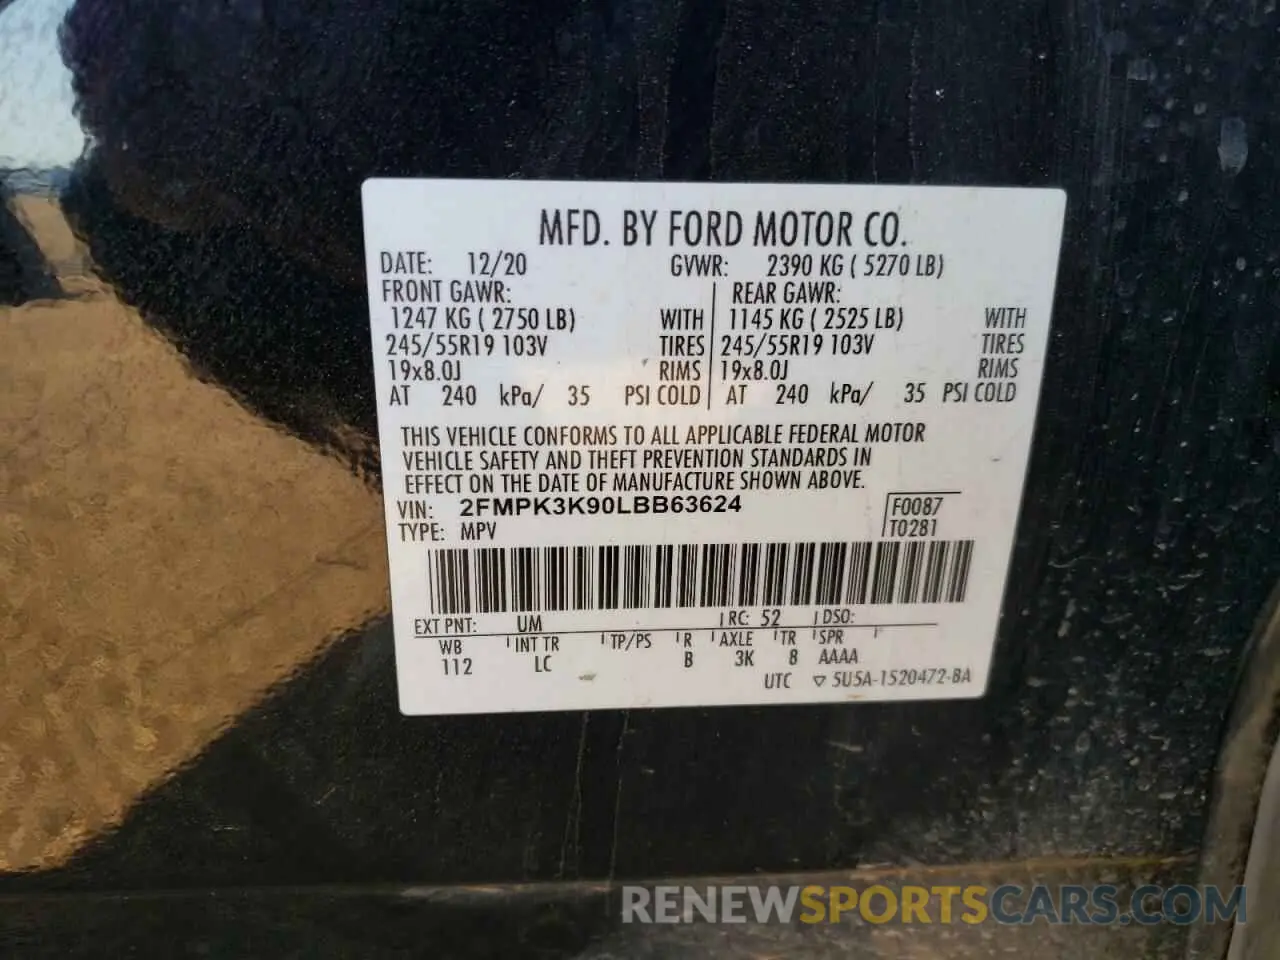 MFD. BY FORD MOTOR CO.
DATE: 12/20 GVWR: 2390 KG ( 5270 LB)
FRONT GAWR: REAR GAWR:
1247 KG ( 2750 LB) WITH 1145 KG ( 2525 LB) WITH
245/55R19 103V TIRES 245/55R19 103V TIRES
19x8.0J RIMS 19x8.0J RIMS
AT 240 kPa/ 35 PSI COLD AT 240 kPa/ 35 PSI COLD
THIS VEHICLE CONFORMS TO ALL APPLICABLE FEDERAL MOTOR
VEHICLE SAFETY AND THEFT PREVENTION STANDARDS IN
EFFECT ON THE DATE OF MANUFACTURE SHOWN ABOVE.
VIN: 2FMPK3K90LBB63624 F0087
TYPE: MPV T0281
EXT PNT: UM RC: 52 DSO:
WB INT TR TP/PS R AXLE TR SPR
112 LC B 3K 8 AAAA
UTC ▽ 5U5A-1520472-BA
RENEWSPORTSCARS.COM